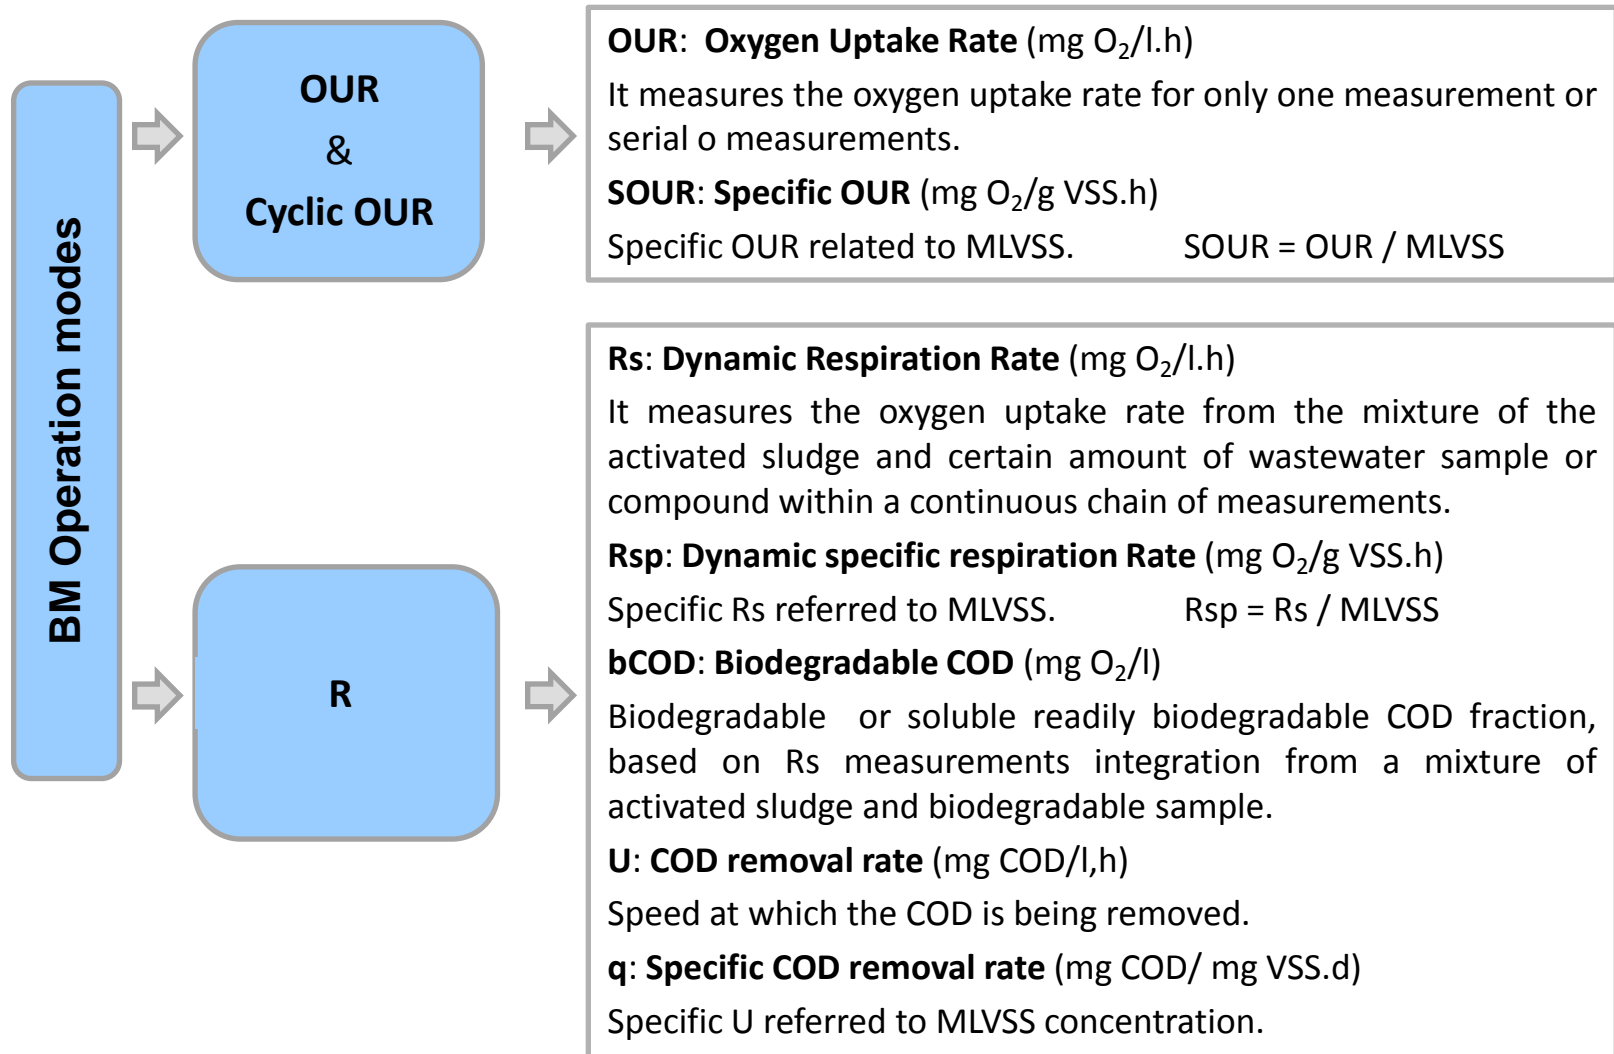 BM Operation modes
OUR
&
Cyclic OUR
OUR:  Oxygen Uptake Rate (mg O₂/l.h)
It measures the oxygen uptake rate for only one measurement or
serial o measurements.
SOUR: Specific OUR (mg O₂/g VSS.h)
Specific OUR related to MLVSS.          SOUR = OUR / MLVSS
R
Rs: Dynamic Respiration Rate (mg O₂/l.h)
It measures the oxygen uptake rate from the mixture of the
activated sludge and certain amount of wastewater sample or
compound within a continuous chain of measurements.
Rsp: Dynamic specific respiration Rate (mg O₂/g VSS.h)
Specific Rs referred to MLVSS.          Rsp = Rs / MLVSS
bCOD: Biodegradable COD (mg O₂/l)
Biodegradable  or soluble readily biodegradable COD fraction,
based on Rs measurements integration from a mixture of
activated sludge and biodegradable sample.
U: COD removal rate (mg COD/l,h)
Speed at which the COD is being removed.
q: Specific COD removal rate (mg COD/ mg VSS.d)
Specific U referred to MLVSS concentration.